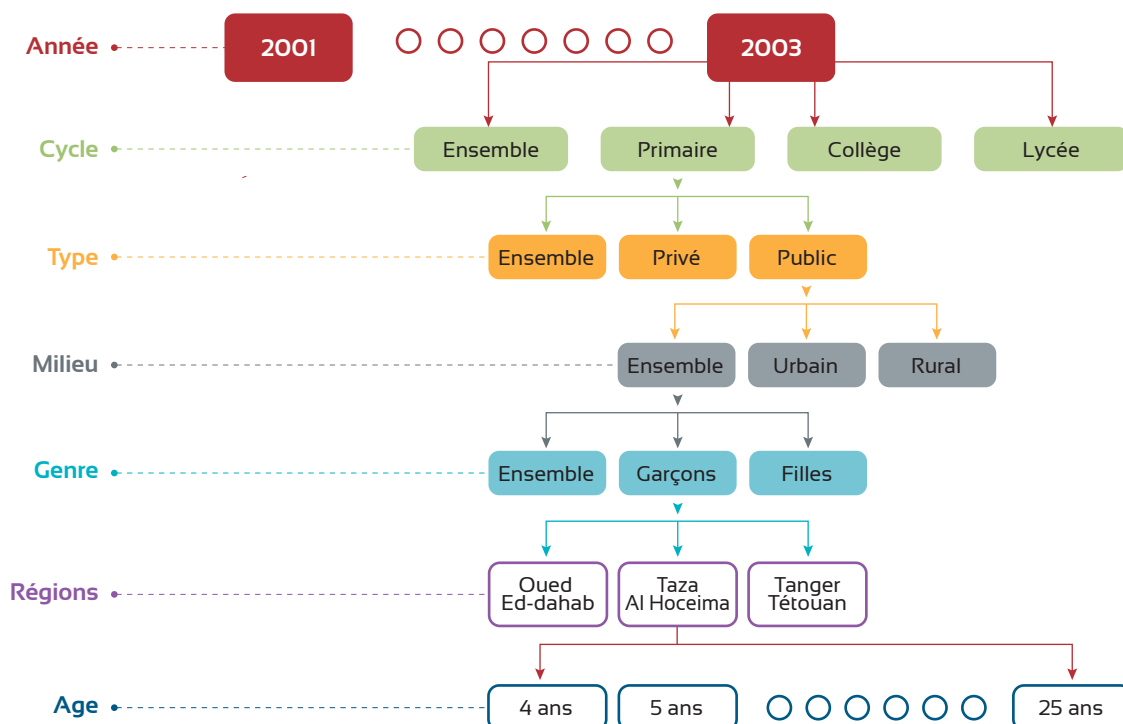 Année
2001
2003
Cycle
Ensemble
Primaire
Collège
Lycée
Type
Ensemble
Privé
Public
Milieu
Ensemble
Urbain
Rural
Genre
Ensemble
Garçons
Filles
Régions
Oued
Ed-dahab
Taza
Al Hoceima
Tanger
Tétouan
Age
4 ans
5 ans
25 ans